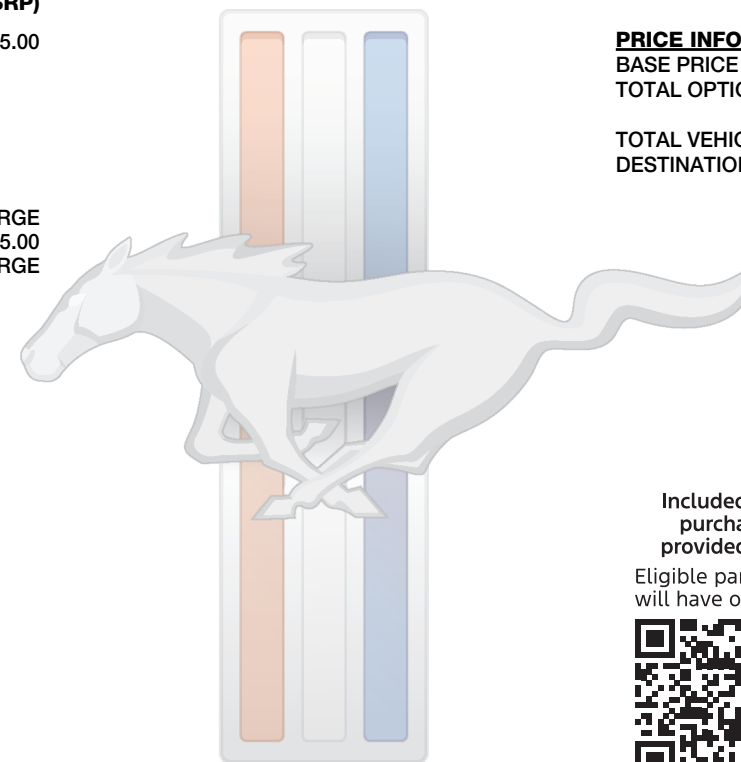 SRP)
5.00
RGE
5.00
RGE
PRICE INFO
BASE PRICE
TOTAL OPTIO
TOTAL VEHIC
DESTINATION
Included
purcha
provided
Eligible par
will have o